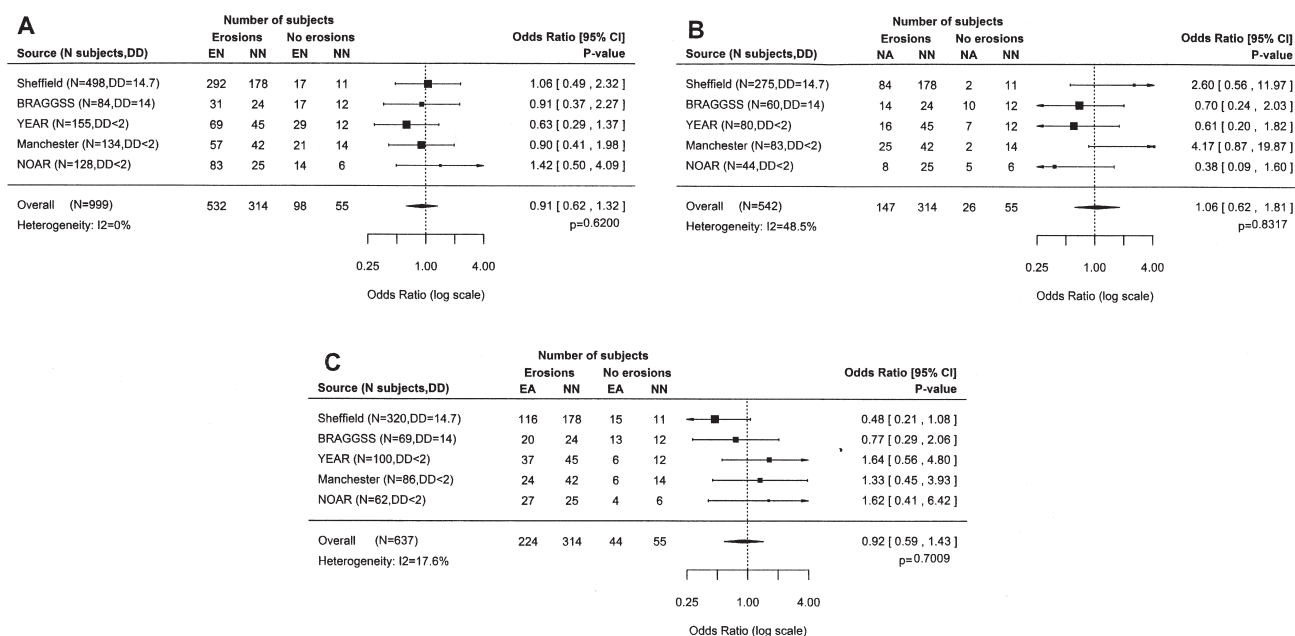 A
Number of subjects
Erosions No erosions Odds Ratio [95% CI]
Source (N subjects,DD) EN NN EN NN P-value
Sheffield (N=498,DD=14.7) 292 178 17 11 1.06 [ 0.49 , 2.32 ]
BRAGGSS (N=84,DD=14) 31 24 17 12 0.91 [ 0.37 , 2.27 ]
YEAR (N=155,DD<2) 69 45 29 12 0.63 [ 0.29 , 1.37 ]
Manchester (N=134,DD<2) 57 42 21 14 0.90 [ 0.41 , 1.98 ]
NOAR (N=128,DD<2) 83 25 14 6 1.42 [ 0.50 , 4.09 ]
Overall (N=999) 532 314 98 55 0.91 [ 0.62 , 1.32 ]
Heterogeneity: I2=0% p=0.6200
0.25 1.00 4.00
Odds Ratio (log scale)
B
Number of subjects
Erosions No erosions Odds Ratio [95% CI]
Source (N subjects,DD) NA NN NA NN P-value
Sheffield (N=275,DD=14.7) 84 178 2 11 2.60 [ 0.56 , 11.97 ]
BRAGGSS (N=60,DD=14) 14 24 10 12 0.70 [ 0.24 , 2.03 ]
YEAR (N=80,DD<2) 16 45 7 12 0.61 [ 0.20 , 1.82 ]
Manchester (N=83,DD<2) 25 42 2 14 4.17 [ 0.87 , 19.87 ]
NOAR (N=44,DD<2) 8 25 5 6 0.38 [ 0.09 , 1.60 ]
Overall (N=542) 147 314 26 55 1.06 [ 0.62 , 1.81 ]
Heterogeneity: I2=48.5% p=0.8317
0.25 1.00 4.00
Odds Ratio (log scale)
C
Number of subjects
Erosions No erosions Odds Ratio [95% CI]
Source (N subjects,DD) EA NN EA NN P-value
Sheffield (N=320,DD=14.7) 116 178 15 11 0.48 [ 0.21 , 1.08 ]
BRAGGSS (N=69,DD=14) 20 24 13 12 0.77 [ 0.29 , 2.06 ]
YEAR (N=100,DD<2) 37 45 6 12 1.64 [ 0.56 , 4.80 ]
Manchester (N=86,DD<2) 24 42 6 14 1.33 [ 0.45 , 3.93 ]
NOAR (N=62,DD<2) 27 25 4 6 1.62 [ 0.41 , 6.42 ]
Overall (N=637) 224 314 44 55 0.92 [ 0.59 , 1.43 ]
Heterogeneity: I2=17.6% p=0.7009
0.25 1.00 4.00
Odds Ratio (log scale)